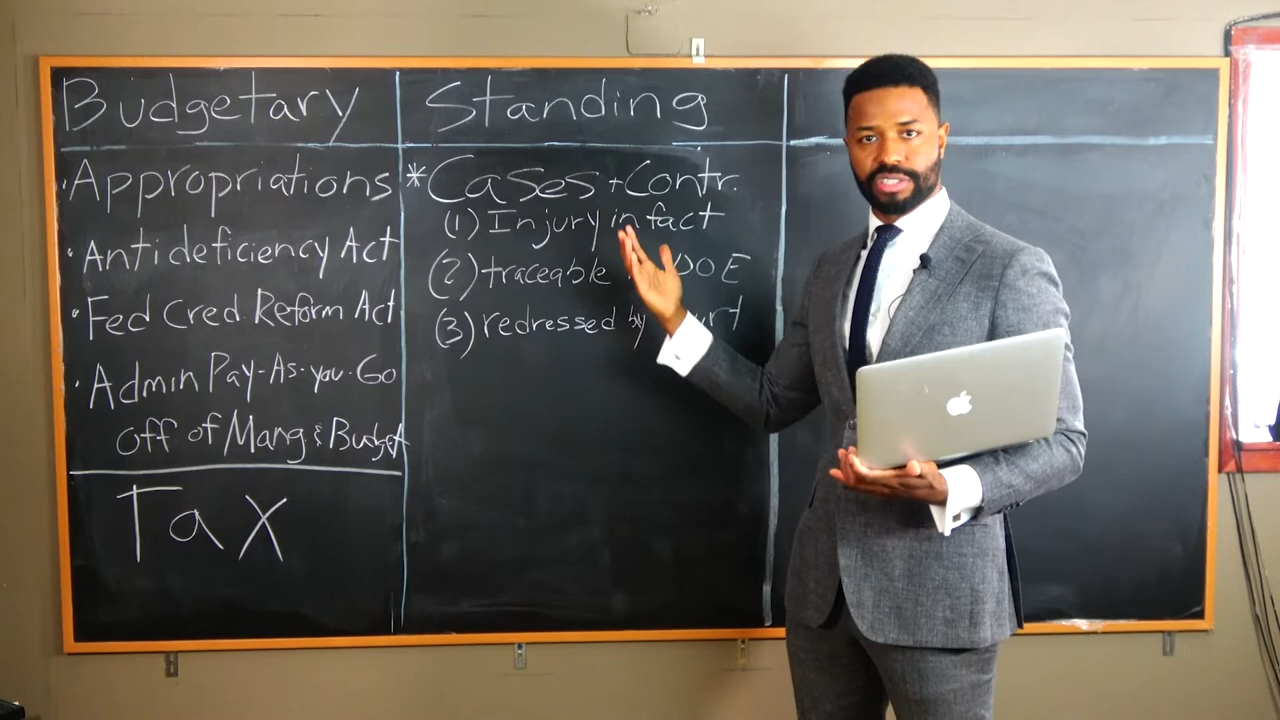 Budgetary
· Appropriations
· Antideficiency Act
· Fed Cred. Reform Act
· Admin Pay-As-you-Go
Off of Mang & Budget
Tax
Standing
*Cases + Contr.
(1) Injury in fact
(2) traceable DOE
(3) redressed by